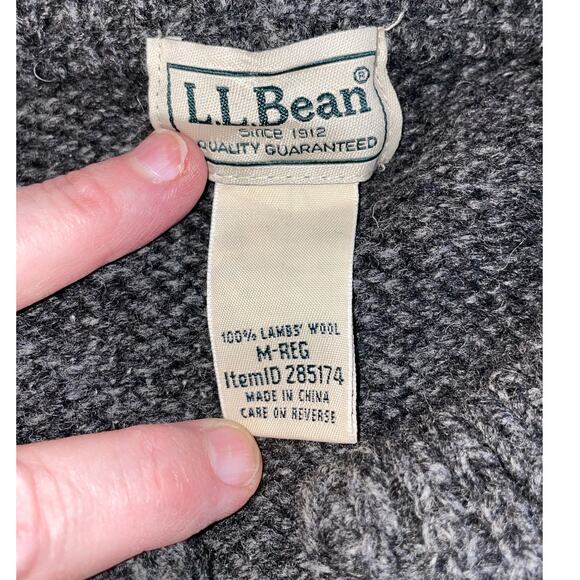 L.L.Bean®
Since 1912
QUALITY GUARANTEED
100% LAMBS' WOOL
M-REG
ItemID 285174
MADE IN CHINA
CARE ON REVERSE